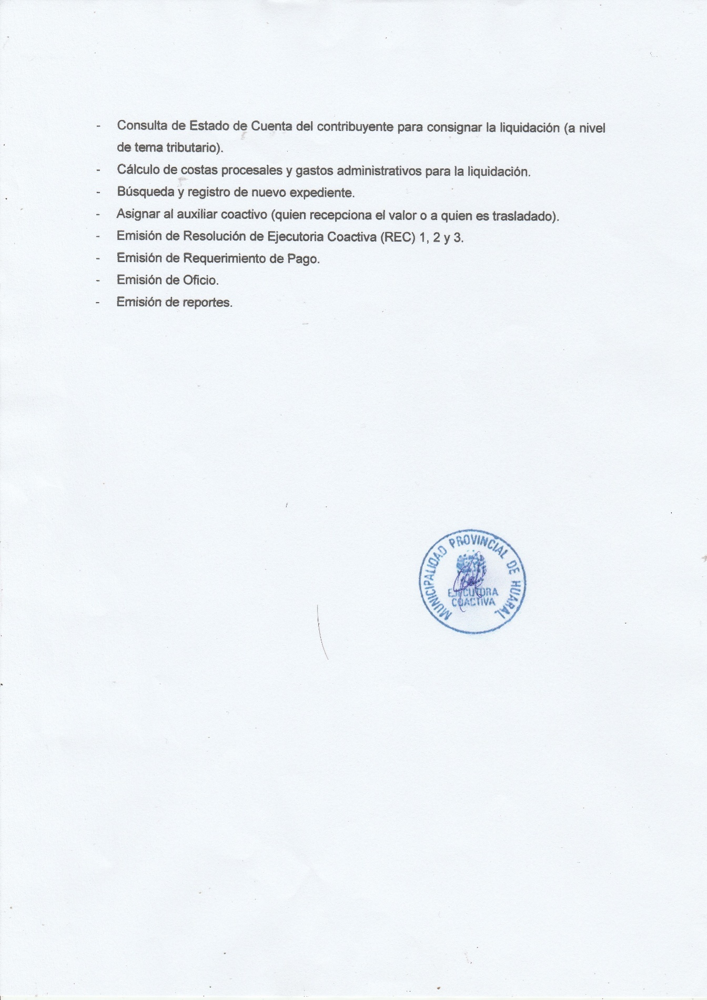 - Consulta de Estado de Cuenta del contribuyente para consignar la liquidación (a nivel
de tema tributario).
- Cálculo de costas procesales y gastos administrativos para la liquidación.
- Búsqueda y registro de nuevo expediente.
- Asignar al auxiliar coactivo (quien recepciona el valor o a quien es trasladado).
- Emisión de Resolución de Ejecutoria Coactiva (REC) 1, 2 y 3.
- Emisión de Requerimiento de Pago.
- Emisión de Oficio.
- Emisión de reportes.
MUNICIPALIDAD PROVINCIAL DE HUARAL
EJECUTORA
COACTIVA